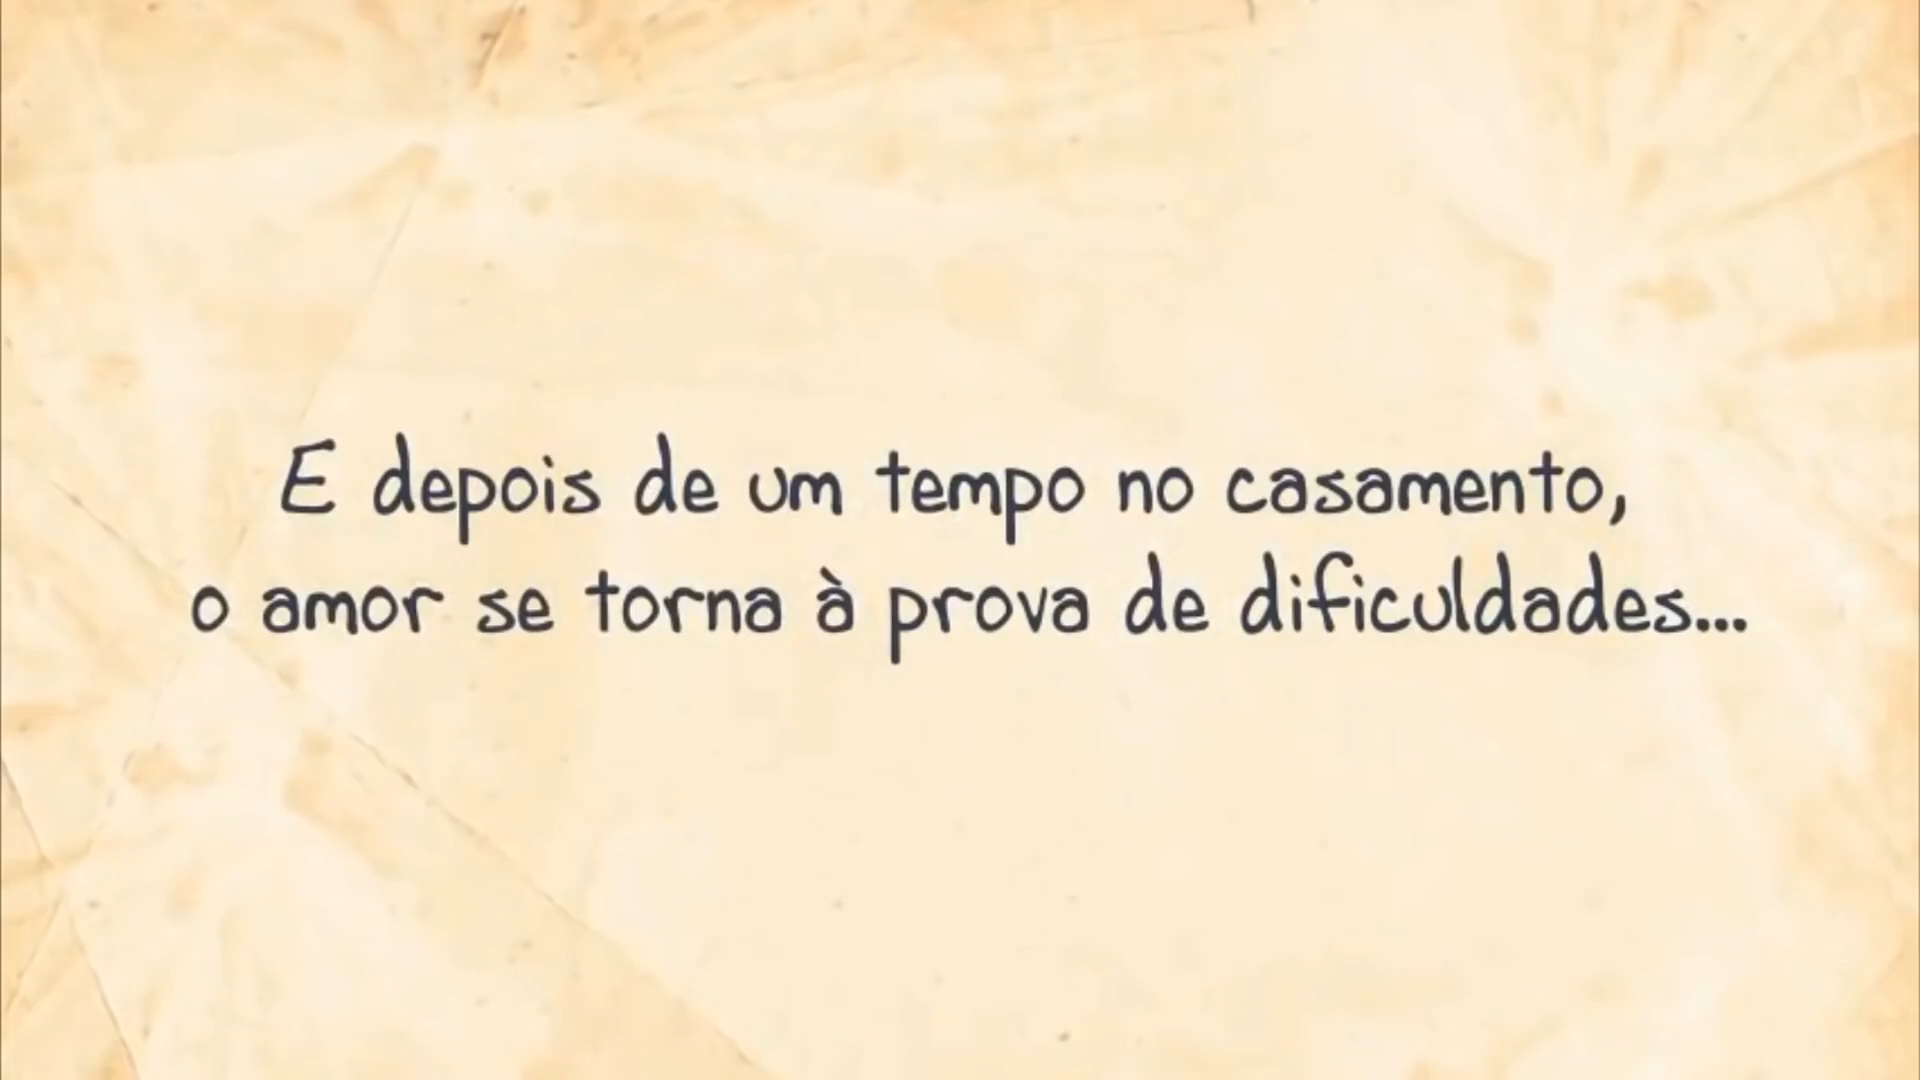 E depois de um tempo no casamento,
o amor se torna à prova de dificuldades...